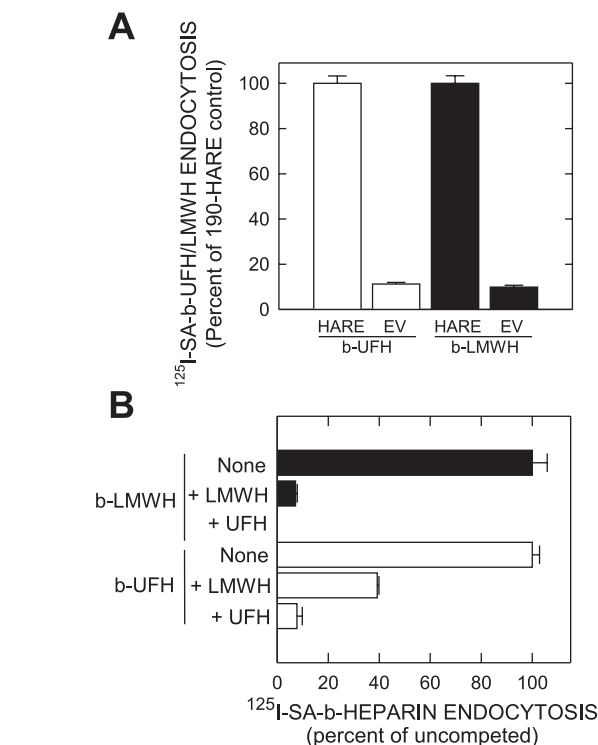 A
¹²⁵I-SA-b-UFH/LMWH ENDOCYTOSIS
(Percent of 190-HARE control)
100
80
60
40
20
0
HARE EV HARE EV
b-UFH b-LMWH
B
None
b-LMWH + LMWH
+ UFH
None
b-UFH + LMWH
+ UFH
0 20 40 60 80 100
¹²⁵I-SA-b-HEPARIN ENDOCYTOSIS
(percent of uncompeted)